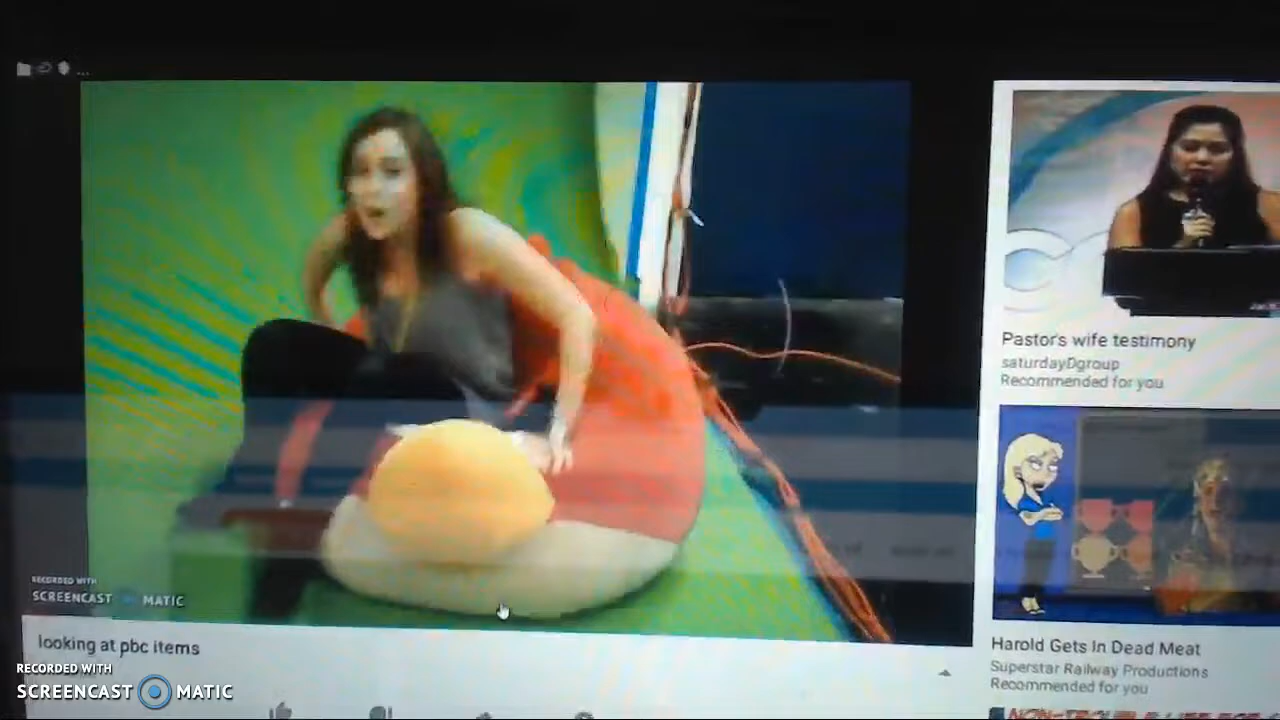 Pastor's wife testimony
saturdayDgroup
Recommended for you
RECORDED WITH
SCREENCAST MATIC
looking at pbc items
Harold Gets In Dead Meat
Superstar Railway Productions
Recommended for you
RECORDED WITH
SCREENCAST MATIC